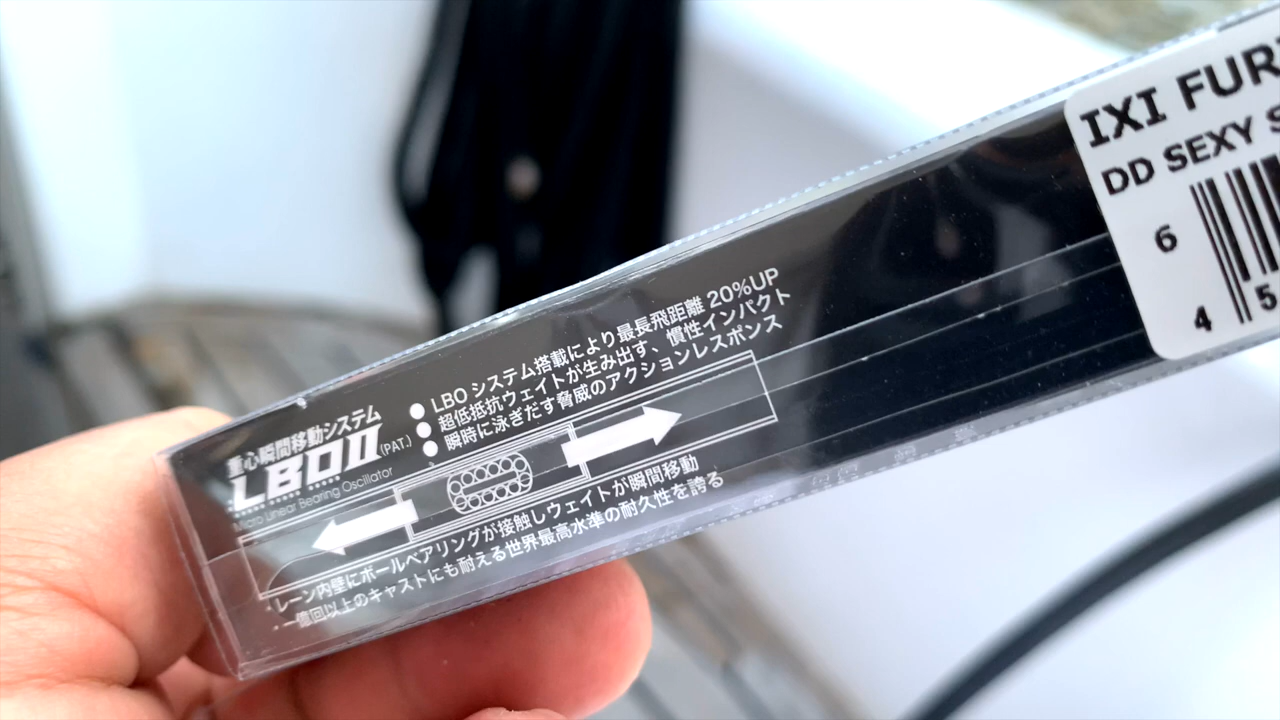 重心瞬間移動システム
LBOⅡ(PAT.)
Micro Linear Bearing Oscillator
● LBO システム搭載により最長飛距離 20%UP
● 超低抵抗ウェイトが生み出す、慣性インパクト
● 瞬時に泳ぎだす脅威のアクションレスポンス
・レーン内壁にボールベアリングが接触しウェイトが瞬間移動
・一億回以上のキャストにも耐える世界最高水準の耐久性を誇る
IXI FUR
DD SEXY S
6
4 5